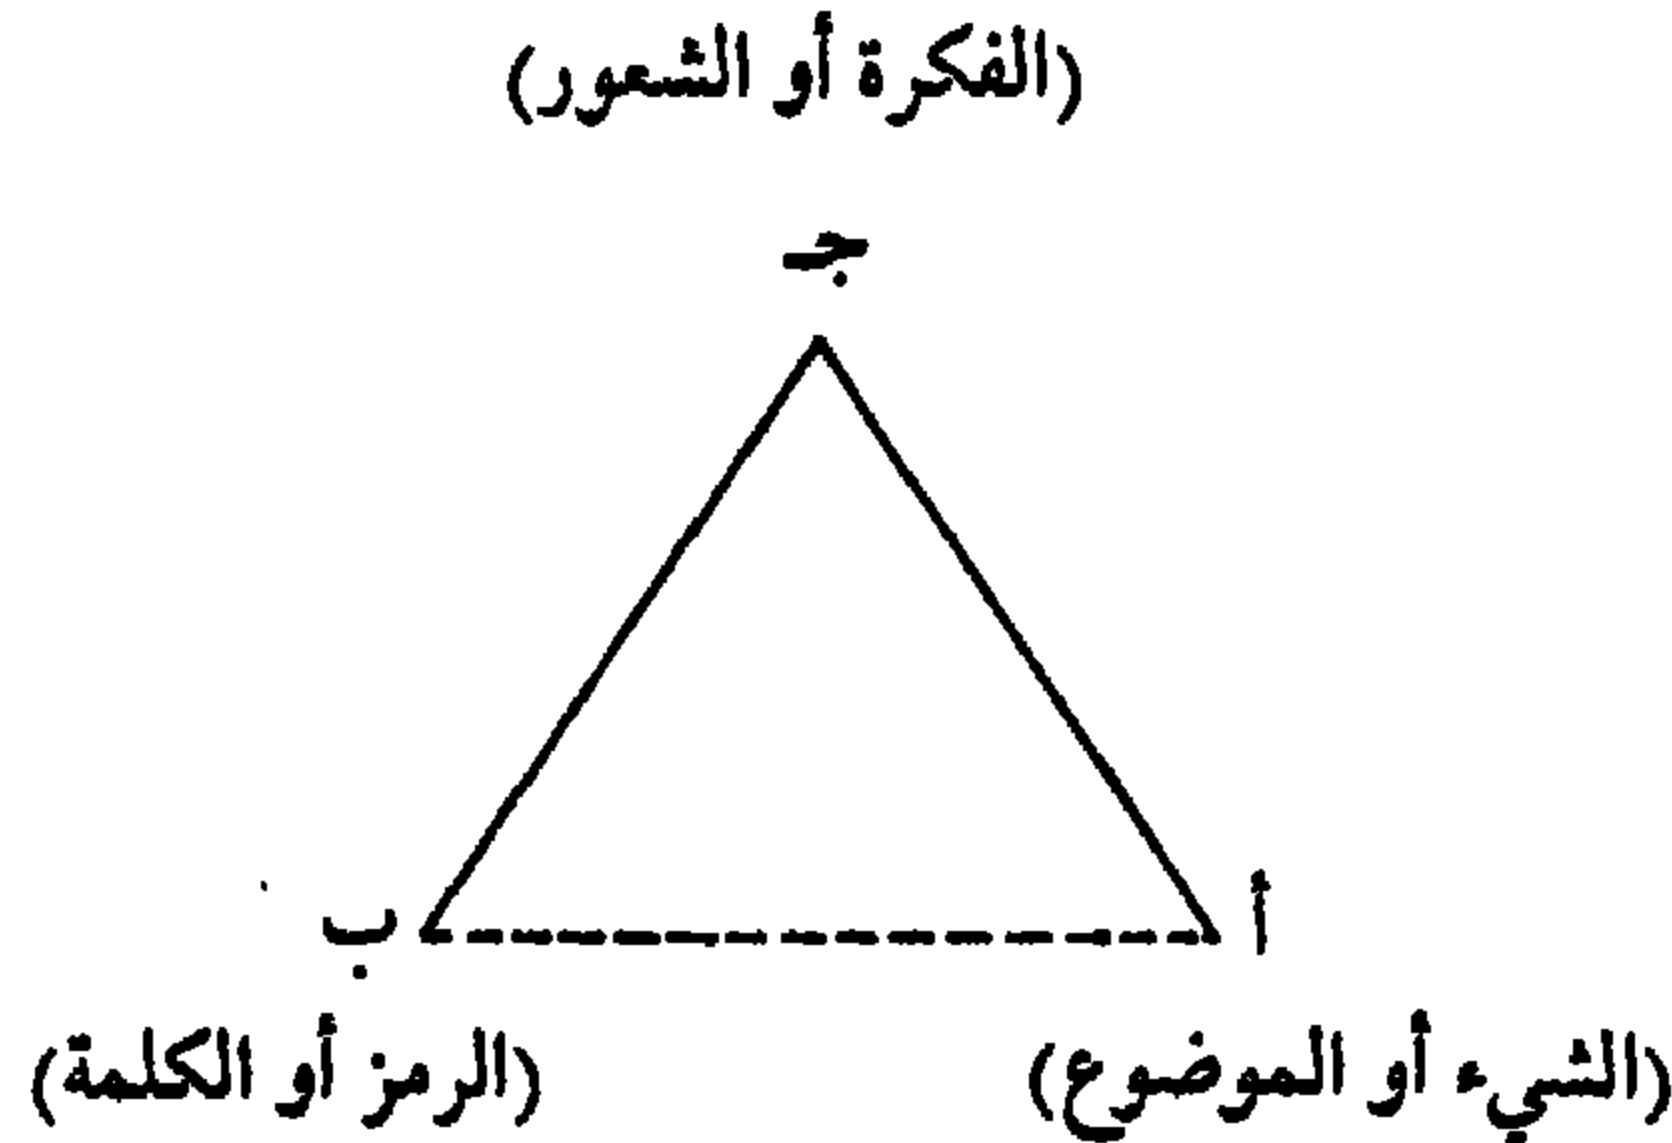 (الفكرة أو الشعور)
جـ
أ
ب
(الشيء أو الموضوع)
(الرمز أو الكلمة)